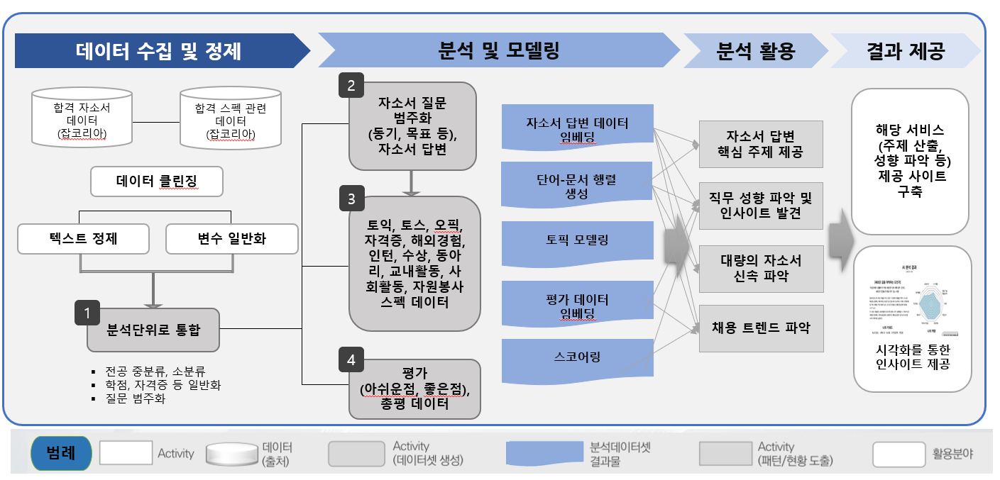 데이터 수집 및 정제
분석 및 모델링
분석 활용
결과 제공
합격 자소서
데이터
(잡코리아)
합격 스펙 관련
데이터
(잡코리아)
데이터 클린징
텍스트 정제
변수 일반화
1
분석단위로 통합
▪ 전공 중분류, 소분류
▪ 학점, 자격증 등 일반화
▪ 질문 범주화
2
자소서 질문
범주화
(동기, 목표 등),
자소서 답변
3
토익, 토스, 오픽,
자격증, 해외경험,
인턴, 수상, 동아
리, 교내활동, 사
회활동, 자원봉사
스펙 데이터
4
평가
(아쉬운점, 좋은점),
총평 데이터
자소서 답변 데이터
임베딩
단어-문서 행렬
생성
토픽 모델링
평가 데이터
임베딩
스코어링
자소서 답변
핵심 주제 제공
직무 성향 파악 및
인사이트 발견
대량의 자소서
신속 파악
채용 트렌드 파악
해당 서비스
(주제 산출,
성향 파악 등)
제공 사이트
구축
시각화를 통한
인사이트 제공
범례
Activity
데이터
(출처)
Activity
(데이터셋 생성)
분석데이터셋
결과물
Activity
(패턴/현황 도출)
활용분야